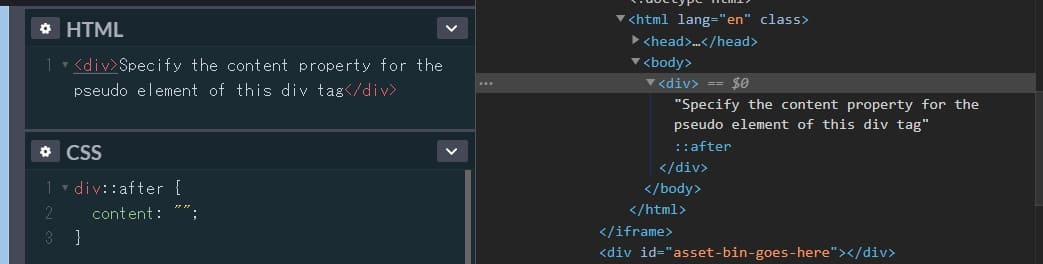 HTML
1 <div>Specify the content property for the
pseudo element of this div tag</div>
CSS
1 div::after {
2 content: "";
3 }
<!doctype html>
<html lang="en" class>
<head>…</head>
<body>
… <div> == $0
"Specify the content property for the
pseudo element of this div tag"
::after
</div>
</body>
</html>
</iframe>
<div id="asset-bin-goes-here"></div>